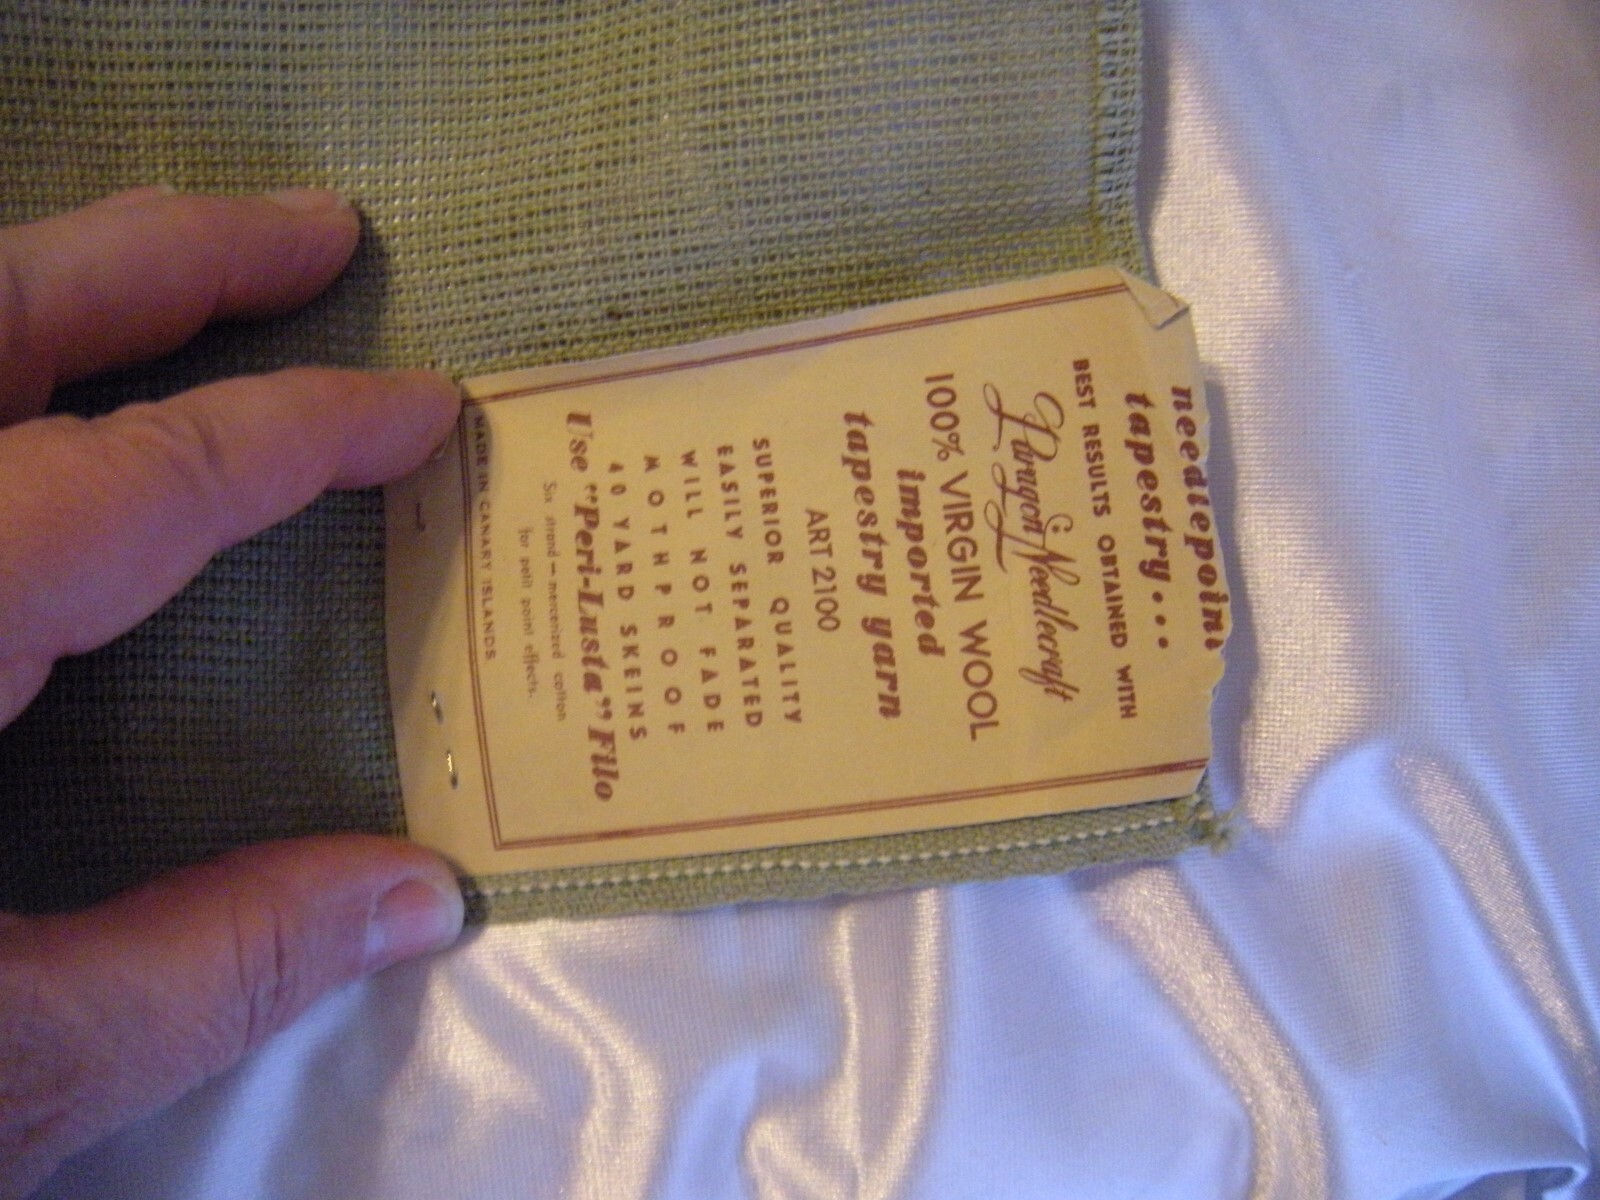 needlepoint
tapestry...
BEST RESULTS OBTAINED WITH
Paragon Needlecraft
100% VIRGIN WOOL
imported
tapestry yarn
ART 2100
SUPERIOR QUALITY
EASILY SEPARATED
WILL NOT FADE
MOTHPROOF
40 YARD SKEINS
Use "Peri-Lusta" Filo
Six strand — mercerized cotton
for petit point effects.
MADE IN CANARY ISLANDS